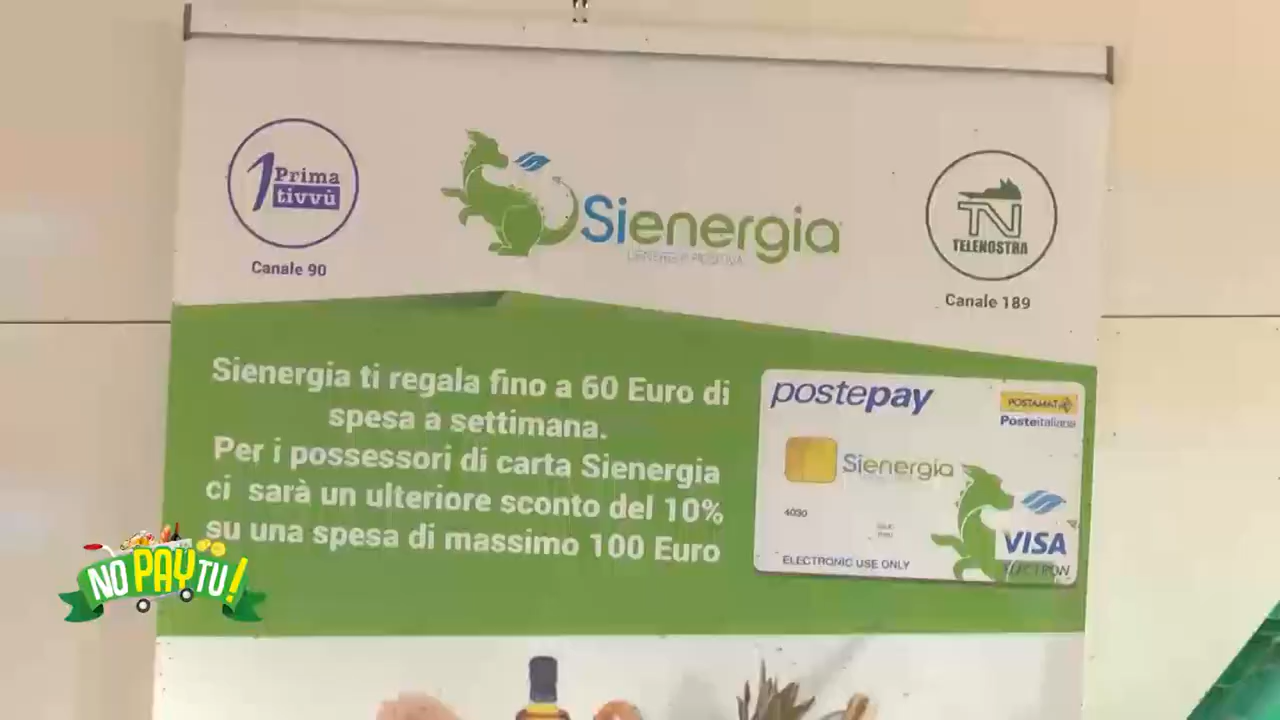 1 Prima
tivvù
Canale 90
Sienergia
TN
TELENOSTRA
Canale 189
Sienergia ti regala fino a 60 Euro di
spesa a settimana.
Per i possessori di carta Sienergia
ci sarà un ulteriore sconto del 10%
su una spesa di massimo 100 Euro
postepay
POSTAMAT
Posteitaliane
Sienergia
4030
VISA
ELECTRON
ELECTRONIC USE ONLY
NO PAY TU!